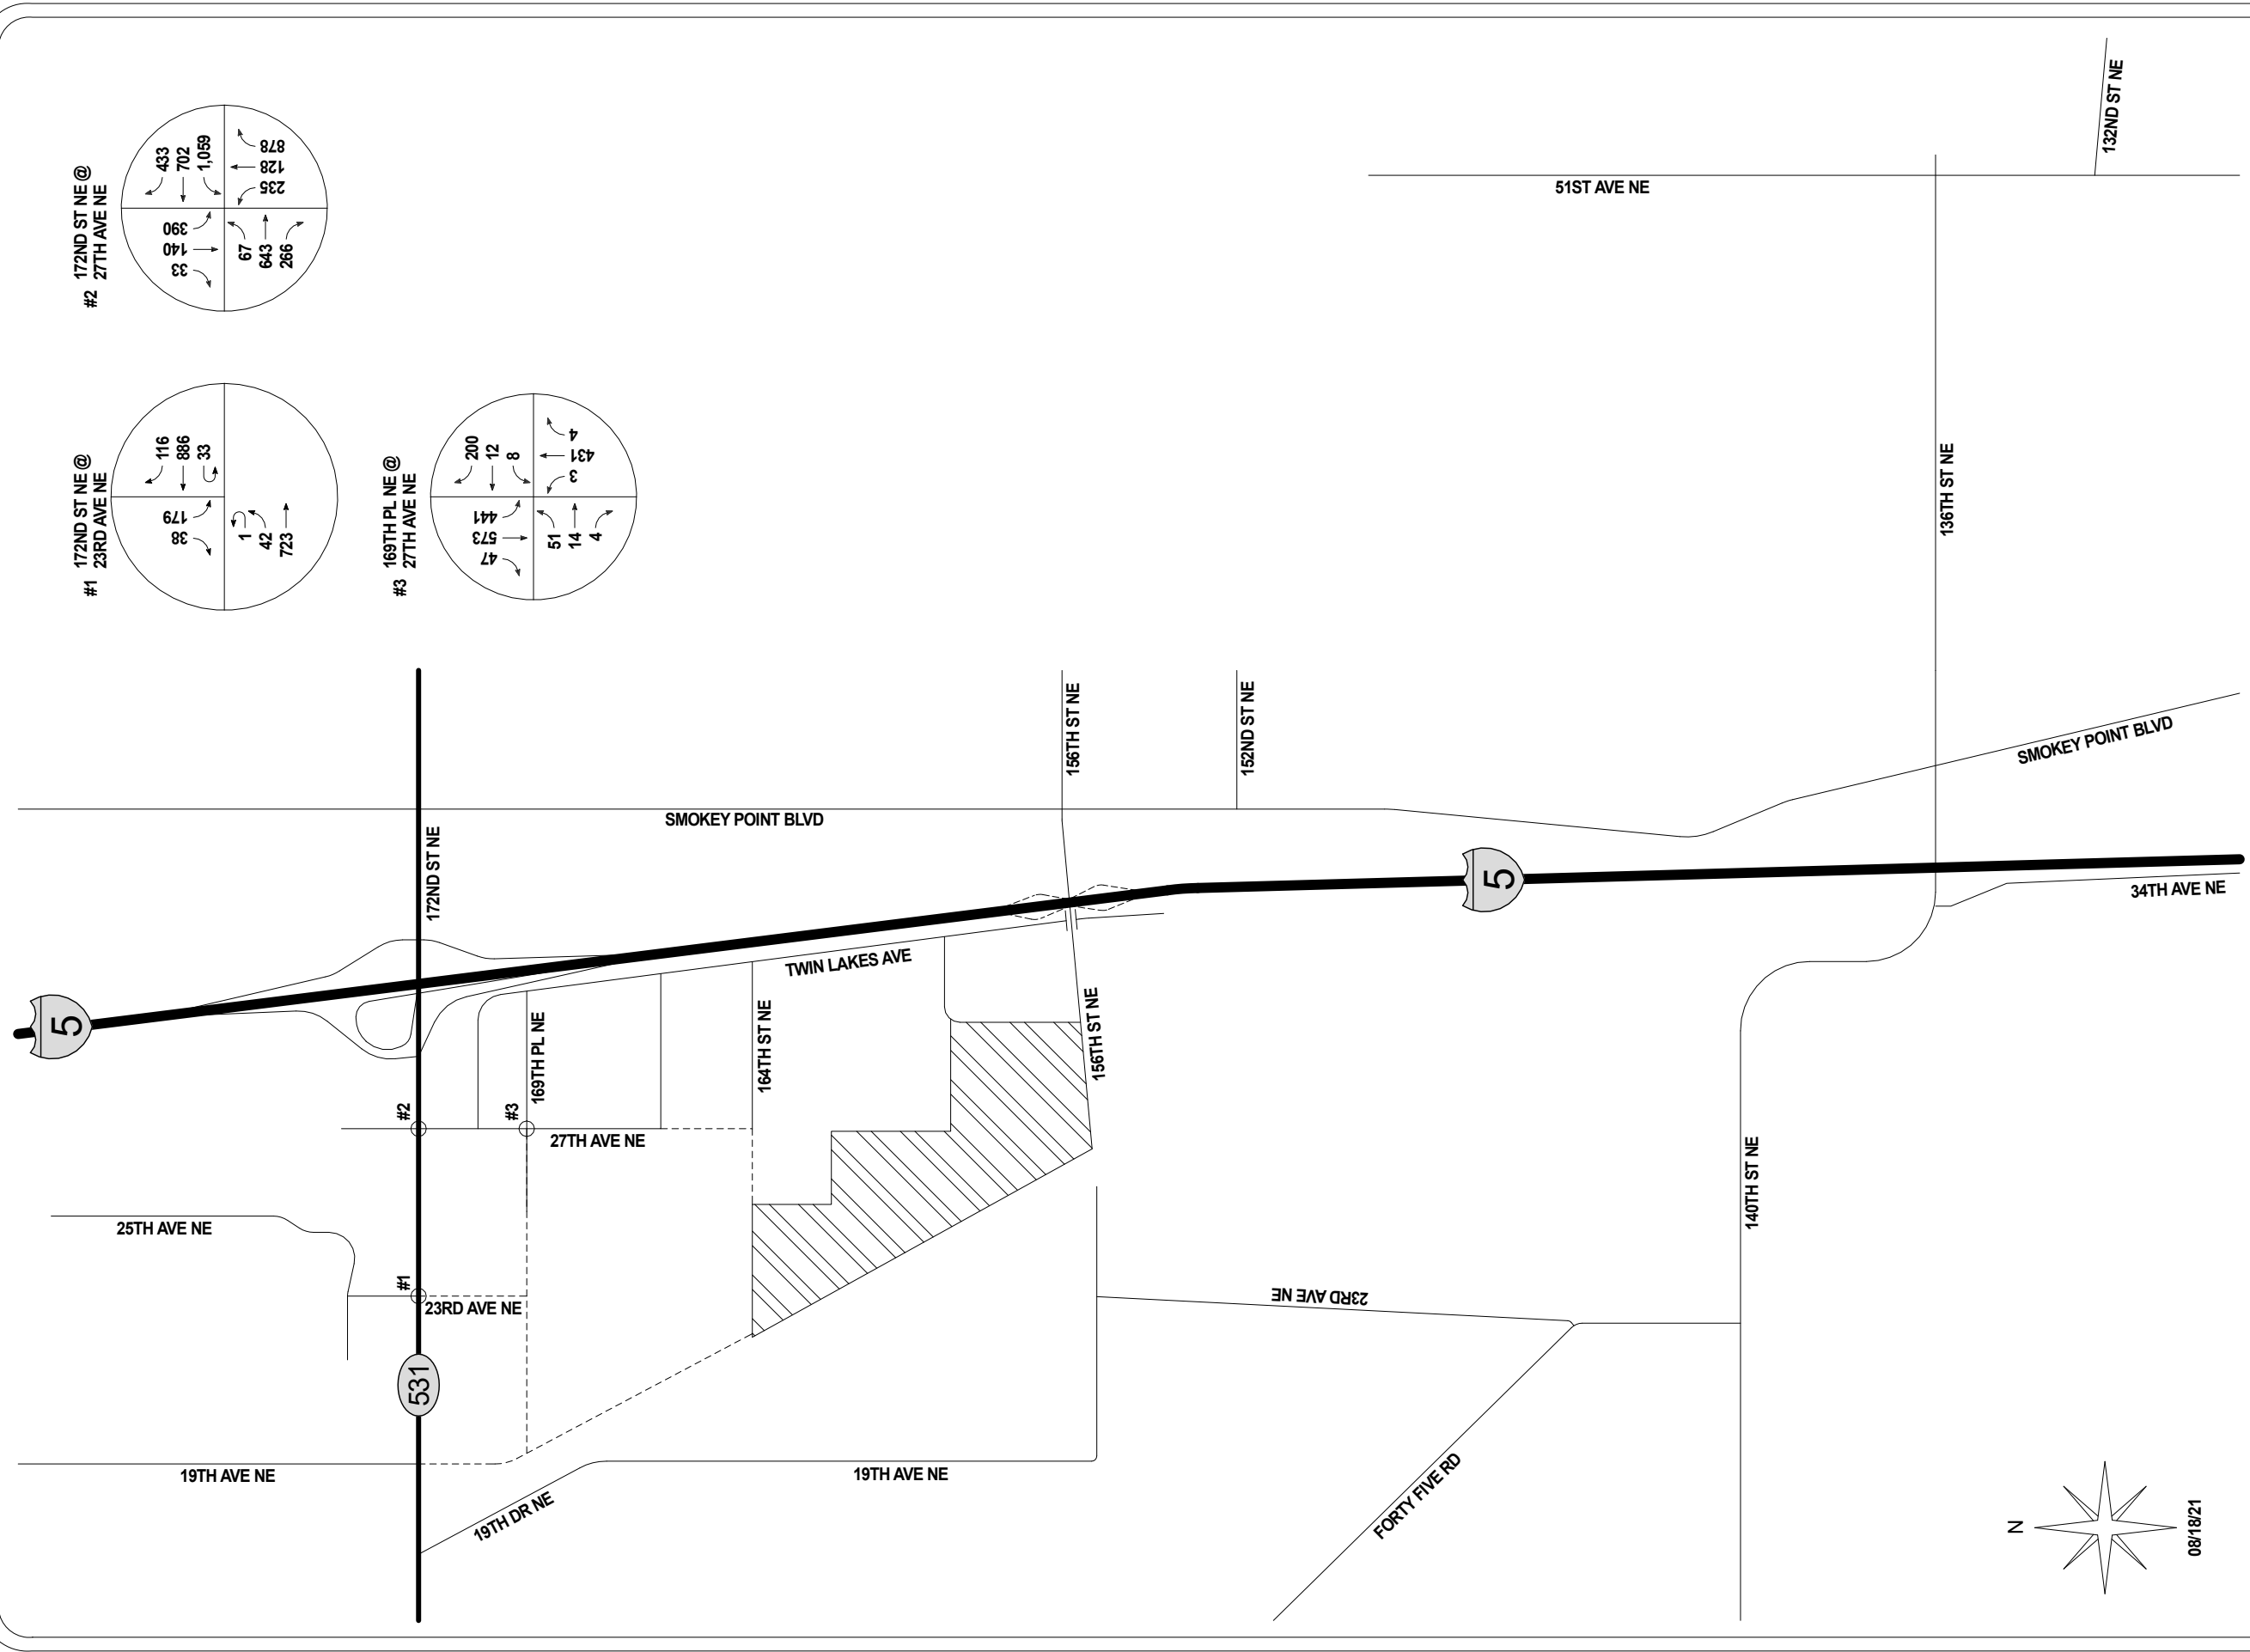 #2 172ND ST NE @
27TH AVE NE
433
702
1,059
878
128
235
390
140
33
67
643
266
#1 172ND ST NE @
23RD AVE NE
116
886
33
179
38
1
42
723
#3 169TH PL NE @
27TH AVE NE
200
12
8
4
431
3
441
573
47
51
14
4
51ST AVE NE
132ND ST NE
136TH ST NE
SMOKEY POINT BLVD
SMOKEY POINT BLVD
172ND ST NE
156TH ST NE
152ND ST NE
5
5
34TH AVE NE
TWIN LAKES AVE
169TH PL NE
164TH ST NE
156TH ST NE
#2
#3
27TH AVE NE
25TH AVE NE
#1
23RD AVE NE
23RD AVE NE
140TH ST NE
531
19TH AVE NE
19TH DR NE
19TH AVE NE
FORTY FIVE RD
N
08/18/21